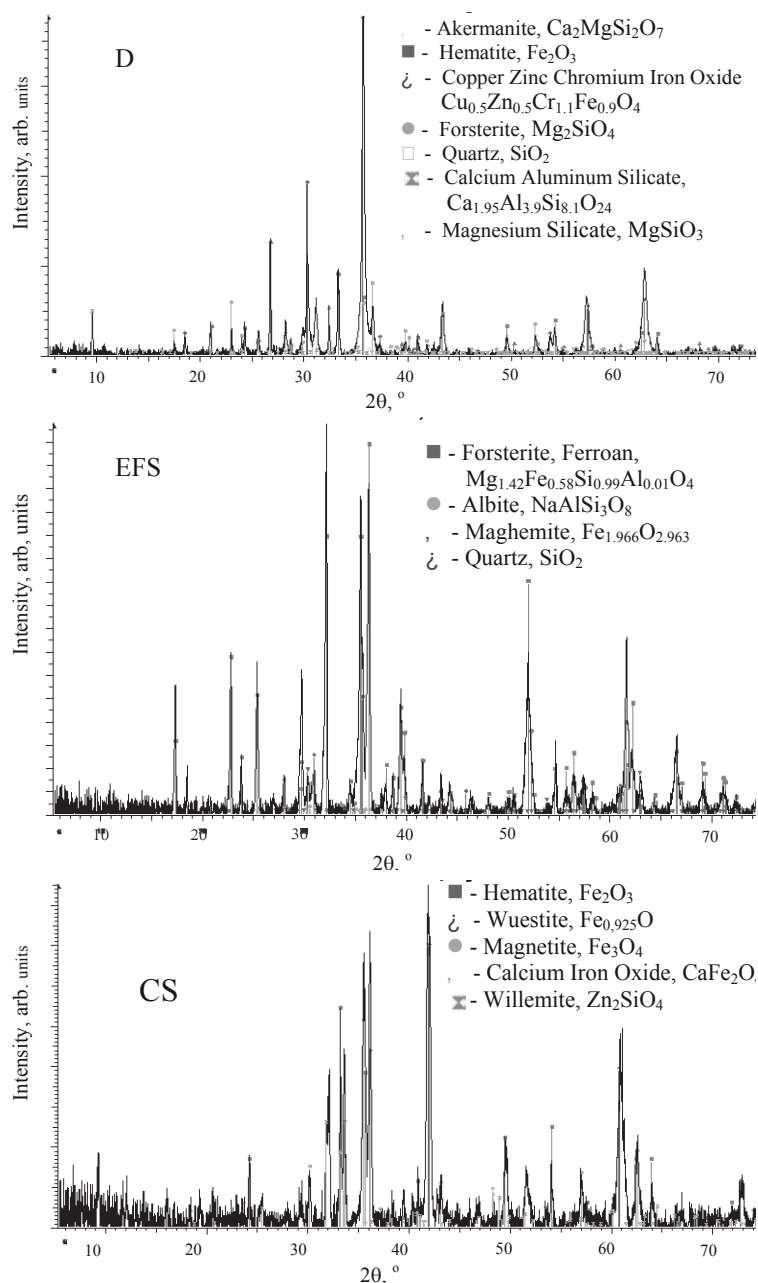 D
Intensity, arb. units
, - Akermanite, Ca₂MgSi₂O₇
■ - Hematite, Fe₂O₃
¿ - Copper Zinc Chromium Iron Oxide
Cu₀.₅Zn₀.₅Cr₁.₁Fe₀.₉O₄
● - Forsterite, Mg₂SiO₄
□ - Quartz, SiO₂
- Calcium Aluminum Silicate,
Ca₁.₉₅Al₃.₉Si₈.₁O₂₄
, - Magnesium Silicate, MgSiO₃
10 20 30 40 50 60 70
2θ, °
EFS
Intensity, arb, units
■ - Forsterite, Ferroan,
Mg₁.₄₂Fe₀.₅₈Si₀.₉₉Al₀.₀₁O₄
● - Albite, NaAlSi₃O₈
, - Maghemite, Fe₁.₉₆₆O₂.₉₆₃
¿ - Quartz, SiO₂
10 20 30 40 50 60 70
2θ, °
CS
Intensity, arb. units
■ - Hematite, Fe₂O₃
¿ - Wuestite, Fe₀,₉₂₅O
● - Magnetite, Fe₃O₄
, - Calcium Iron Oxide, CaFe₂O
- Willemite, Zn₂SiO₄
10 20 30 40 50 60 70
2θ, °